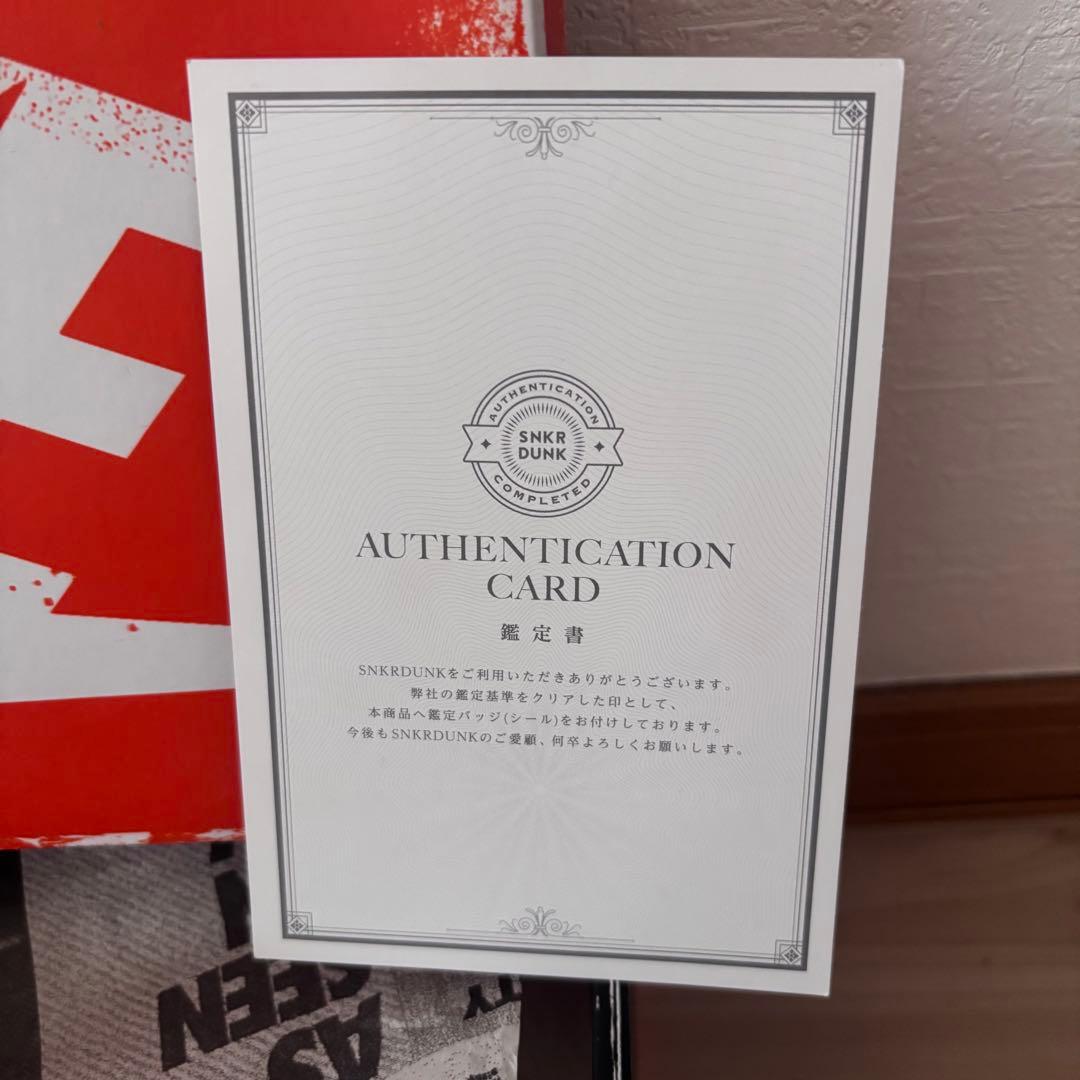 AUTHENTICATION
SNKR
DUNK
COMPLETED
AUTHENTICATION
CARD
鑑定書
SNKRDUNKをご利用いただきありがとうございます。
弊社の鑑定基準をクリアした印として、
本商品へ鑑定バッジ(シール)をお付けしております。
今後もSNKRDUNKのご愛顧、何卒よろしくお願いします。
SEEN
AS
TY